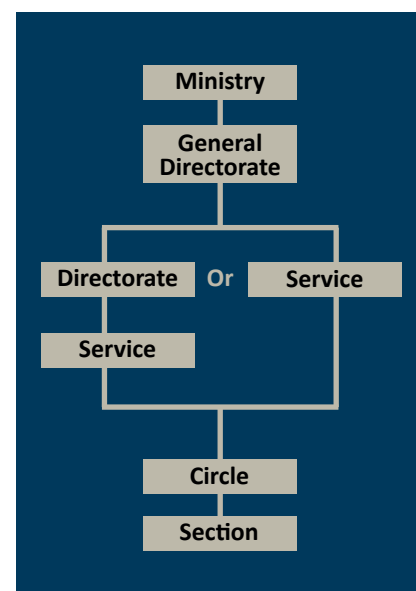 Ministry
General
Directorate
Directorate Or Service
Service
Circle
Section